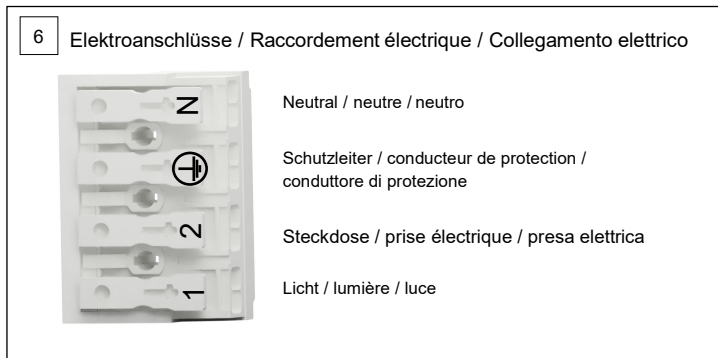 6 Elektroanschlüsse / Raccordement électrique / Collegamento elettrico
N
Neutral / neutre / neutro
Schutzleiter / conducteur de protection /
conduttore di protezione
2
Steckdose / prise électrique / presa elettrica
1
Licht / lumière / luce